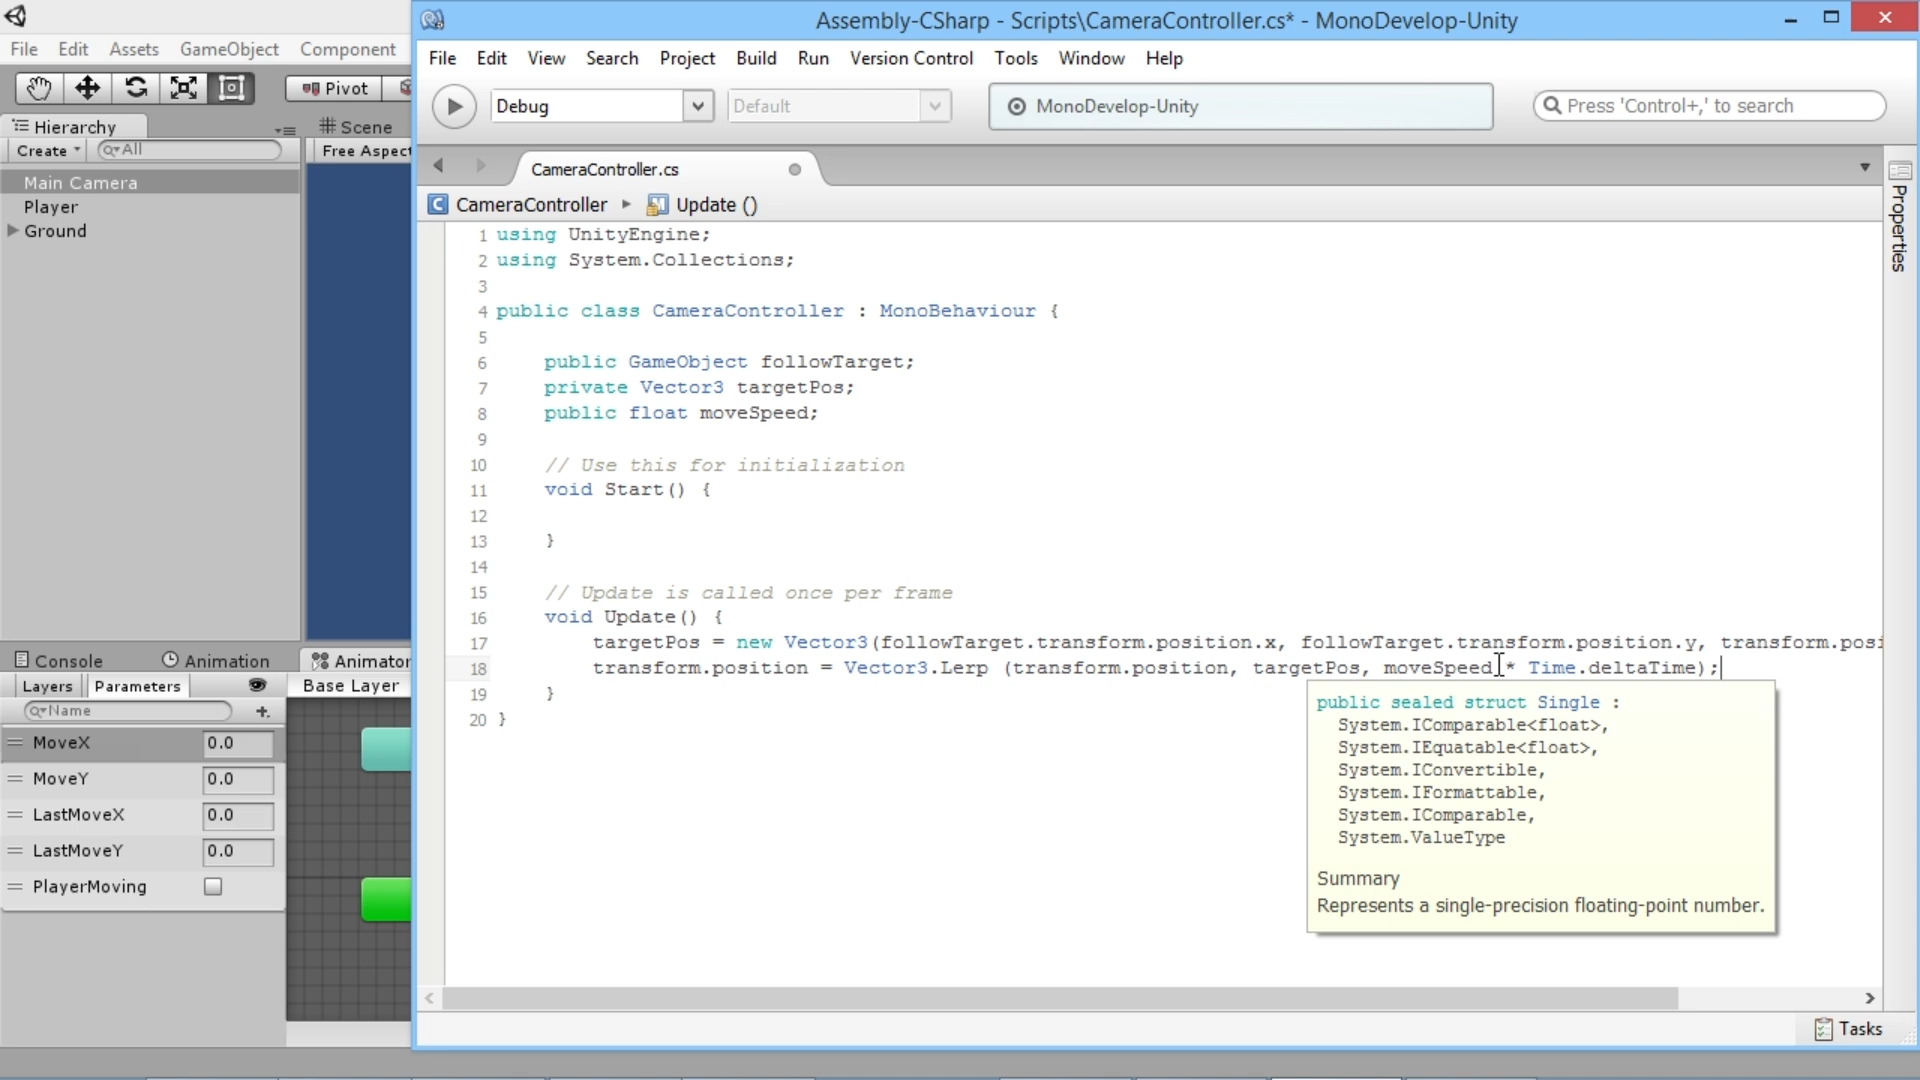 Assembly-CSharp - Scripts\CameraController.cs* - MonoDevelop-Unity
File Edit Assets GameObject Component
File Edit View Search Project Build Run Version Control Tools Window Help
Pivot
Debug
Default
MonoDevelop-Unity
Press 'Control+,' to search
Hierarchy
Scene
Create
All
Free Aspect
Main Camera
Player
Ground
CameraController.cs
CameraController
Update ()
Properties
1 using UnityEngine;
2 using System.Collections;
3
4 public class CameraController : MonoBehaviour {
5
6 public GameObject followTarget;
7 private Vector3 targetPos;
8 public float moveSpeed;
9
10 // Use this for initialization
11 void Start() {
12
13 }
14
15 // Update is called once per frame
16 void Update() {
17 targetPos = new Vector3(followTarget.transform.position.x, followTarget.transform.position.y, transform.posi
18 transform.position = Vector3.Lerp (transform.position, targetPos, moveSpeed * Time.deltaTime);
19 }
20 }
public sealed struct Single :
System.IComparable<float>,
System.IEquatable<float>,
System.IConvertible,
System.IFormattable,
System.IComparable,
System.ValueType
Summary
Represents a single-precision floating-point number.
Console
Animation
Animator
Layers
Parameters
Base Layer
Name
MoveX 0.0
MoveY 0.0
LastMoveX 0.0
LastMoveY 0.0
PlayerMoving
Tasks